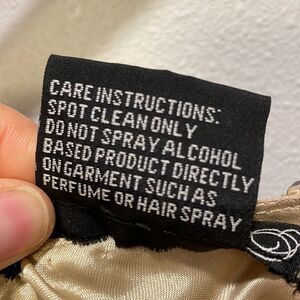 CARE INSTRUCTIONS:
SPOT CLEAN ONLY
DO NOT SPRAY ALCOHOL
BASED PRODUCT DIRECTLY
ON GARMENT SUCH AS
PERFUME OR HAIR SPRAY